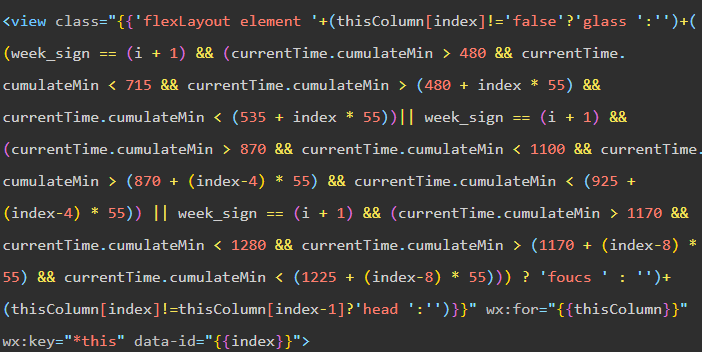 <view class="{{'flexLayout element '+(thisColumn[index]!='false'?'glass ':'')+(
(week_sign == (i + 1) && (currentTime.cumulateMin > 480 && currentTime.
cumulateMin < 715 && currentTime.cumulateMin > (480 + index * 55) &&
currentTime.cumulateMin < (535 + index * 55))|| week_sign == (i + 1) &&
(currentTime.cumulateMin > 870 && currentTime.cumulateMin < 1100 && currentTime.
cumulateMin > (870 + (index-4) * 55) && currentTime.cumulateMin < (925 +
(index-4) * 55)) || week_sign == (i + 1) && (currentTime.cumulateMin > 1170 &&
currentTime.cumulateMin < 1280 && currentTime.cumulateMin > (1170 + (index-8) *
55) && currentTime.cumulateMin < (1225 + (index-8) * 55))) ? 'foucs ' : '')+
(thisColumn[index]!=thisColumn[index-1]?'head ':'')}}" wx:for="{{thisColumn}}"
wx:key="*this" data-id="{{index}}">